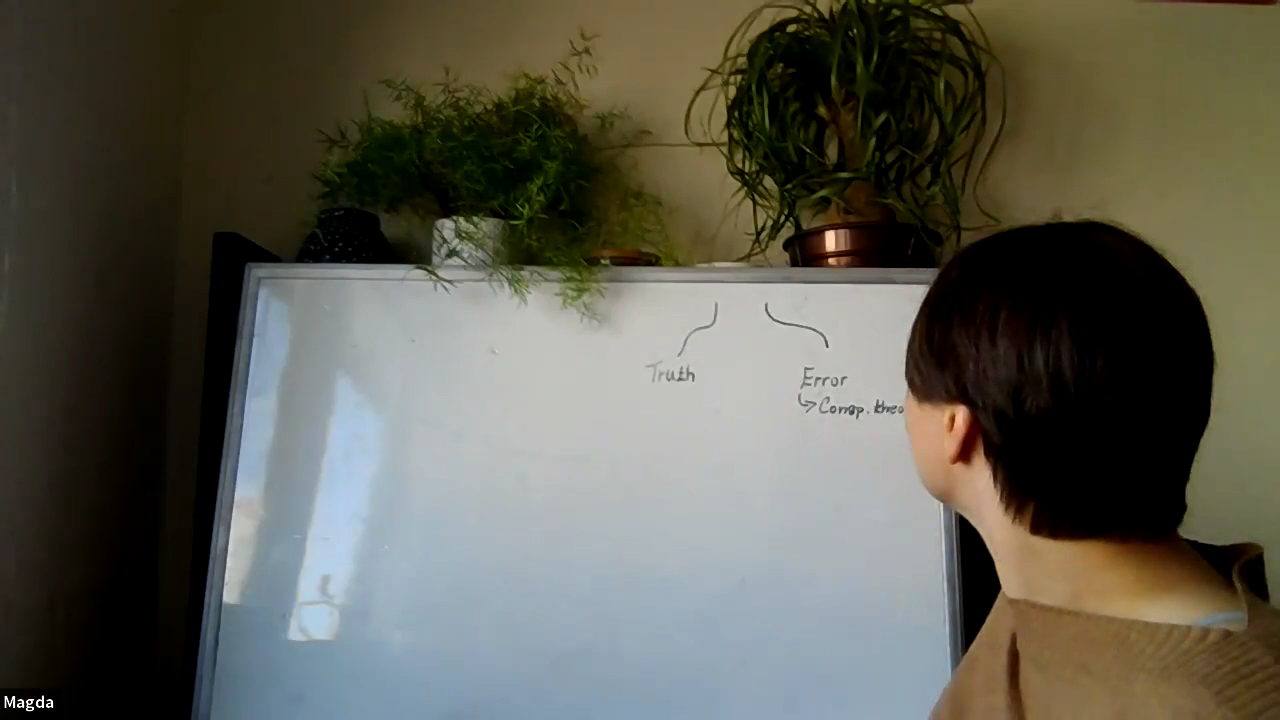 Truth
Error
↳ Consp. theo
Magda